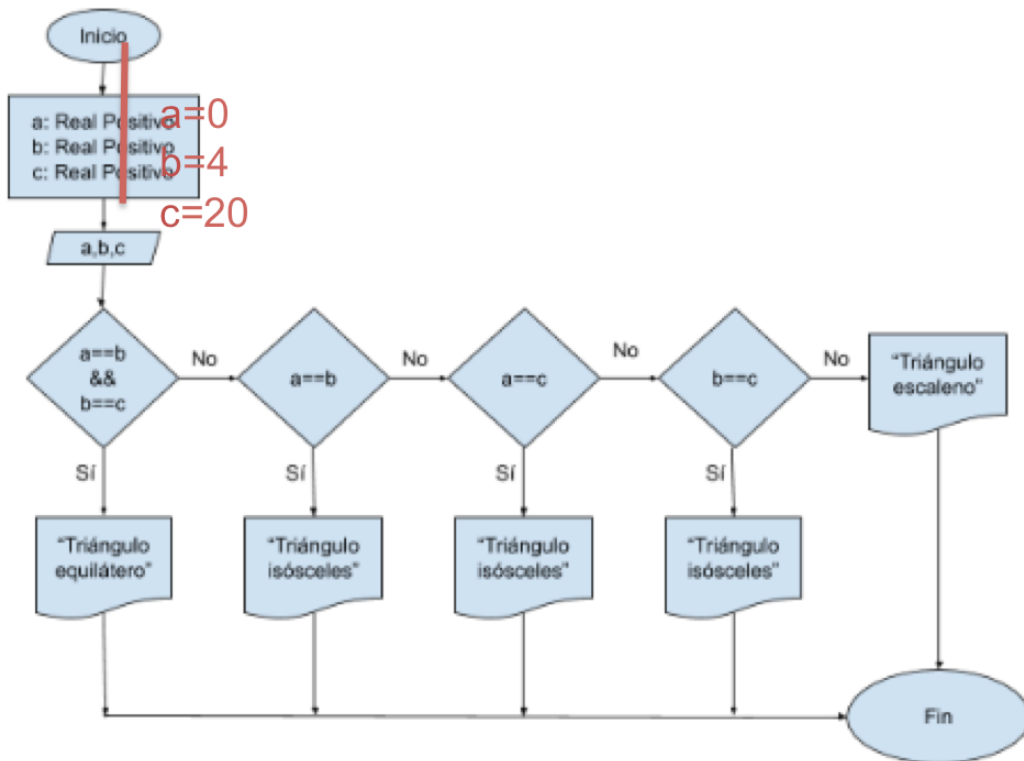 Inicio
a: Real Positivo
b: Real Positivo
c: Real Positivo
a=0
b=4
c=20
a,b,c
a==b
&&
b==c
No
a==b
No
a==c
No
b==c
No
“Triángulo
escaleno”
Sí
Sí
Sí
Sí
“Triángulo
equilátero”
“Triángulo
isósceles”
“Triángulo
isósceles”
“Triángulo
isósceles”
Fin